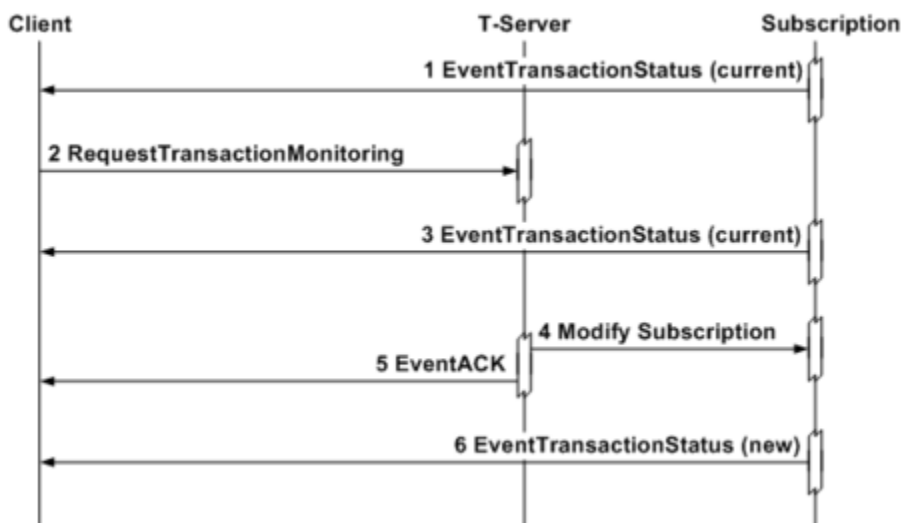 Client T-Server Subscription
1 EventTransactionStatus (current)
2 RequestTransactionMonitoring
3 EventTransactionStatus (current)
4 Modify Subscription
5 EventACK
6 EventTransactionStatus (new)